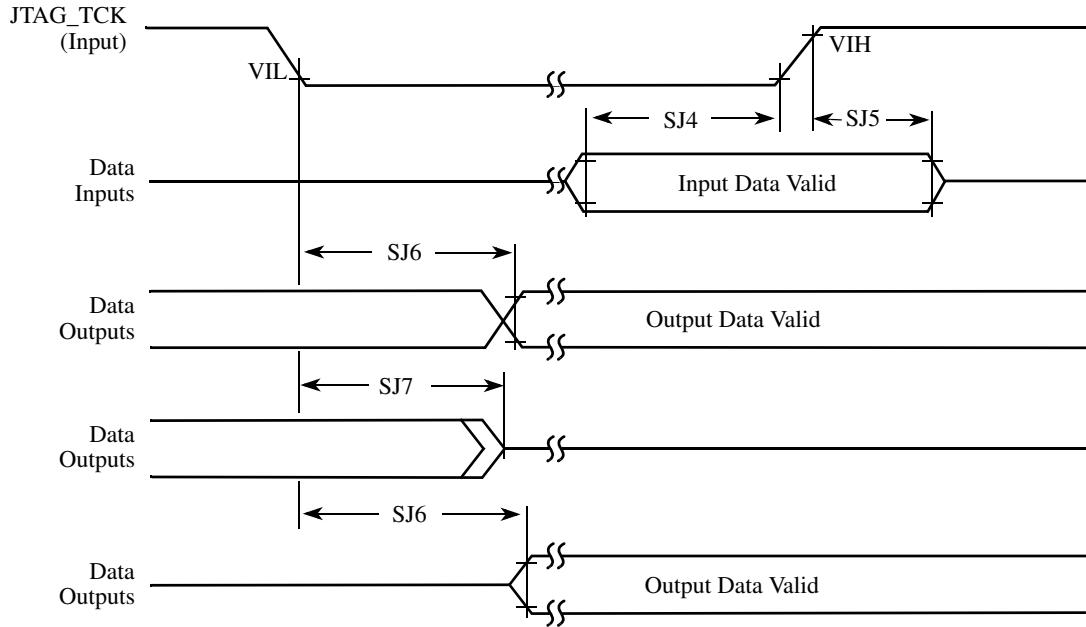 JTAG_TCK
(Input)
VIL
VIH
SJ4
SJ5
Data
Inputs
Input Data Valid
SJ6
Data
Outputs
Output Data Valid
SJ7
Data
Outputs
SJ6
Data
Outputs
Output Data Valid